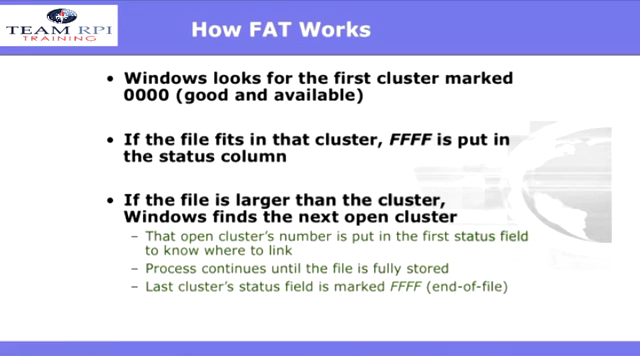 TEAM RPI
TRAINING
How FAT Works
• Windows looks for the first cluster marked
0000 (good and available)
• If the file fits in that cluster, FFFF is put in
the status column
• If the file is larger than the cluster,
Windows finds the next open cluster
– That open cluster's number is put in the first status field
to know where to link
– Process continues until the file is fully stored
– Last cluster's status field is marked FFFF (end-of-file)